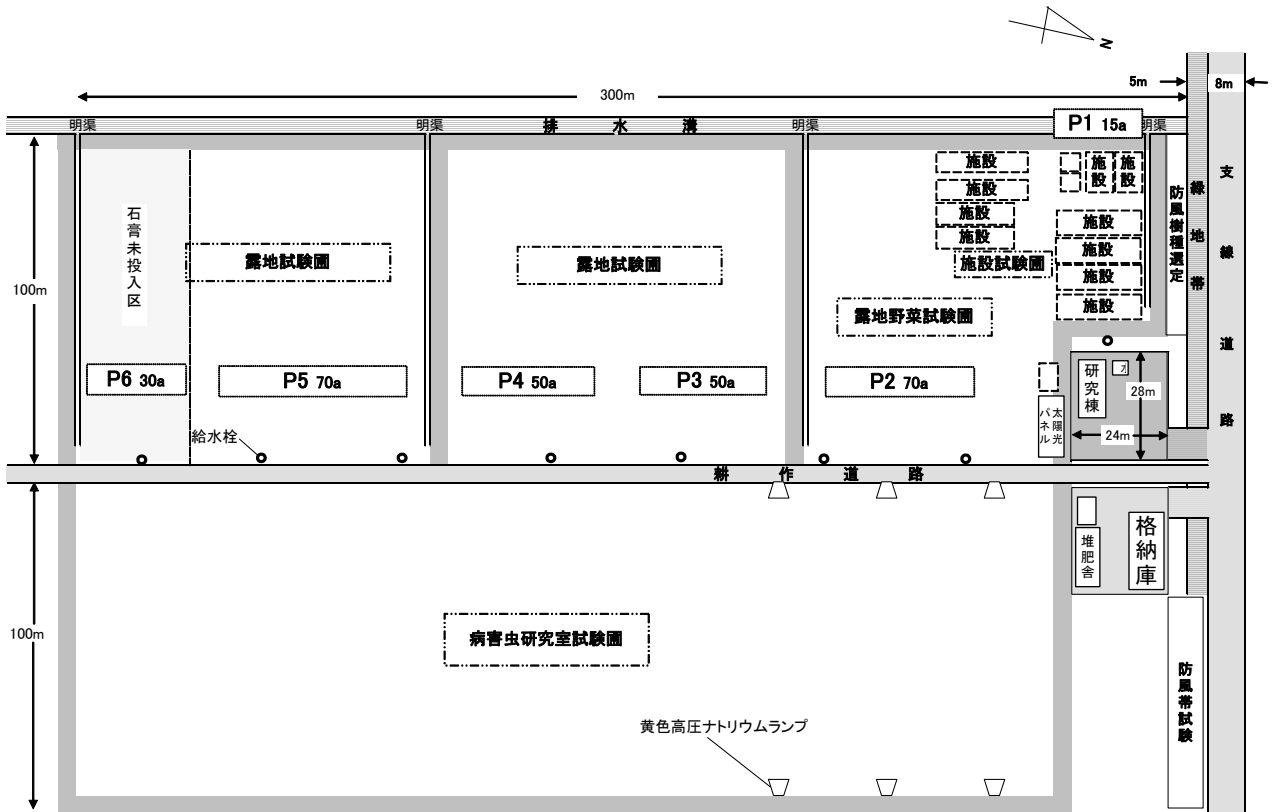 N
5m
8m
300m
P1 15a
明渠
明渠
排水溝
明渠
明渠
施設
施設
施設
施設
施設
施設
施設
施設
施設
施設
施設試験圃
防風樹種選定
緑地帯
支線道路
100m
石膏未投入区
露地試験圃
露地試験圃
露地野菜試験圃
P6 30a
P5 70a
P4 50a
P3 50a
P2 70a
太陽光
パネル
研究棟
28m
24m
給水栓
耕作道路
堆肥舎
格納庫
100m
病害虫研究室試験圃
防風帯試験
黄色高圧ナトリウムランプ